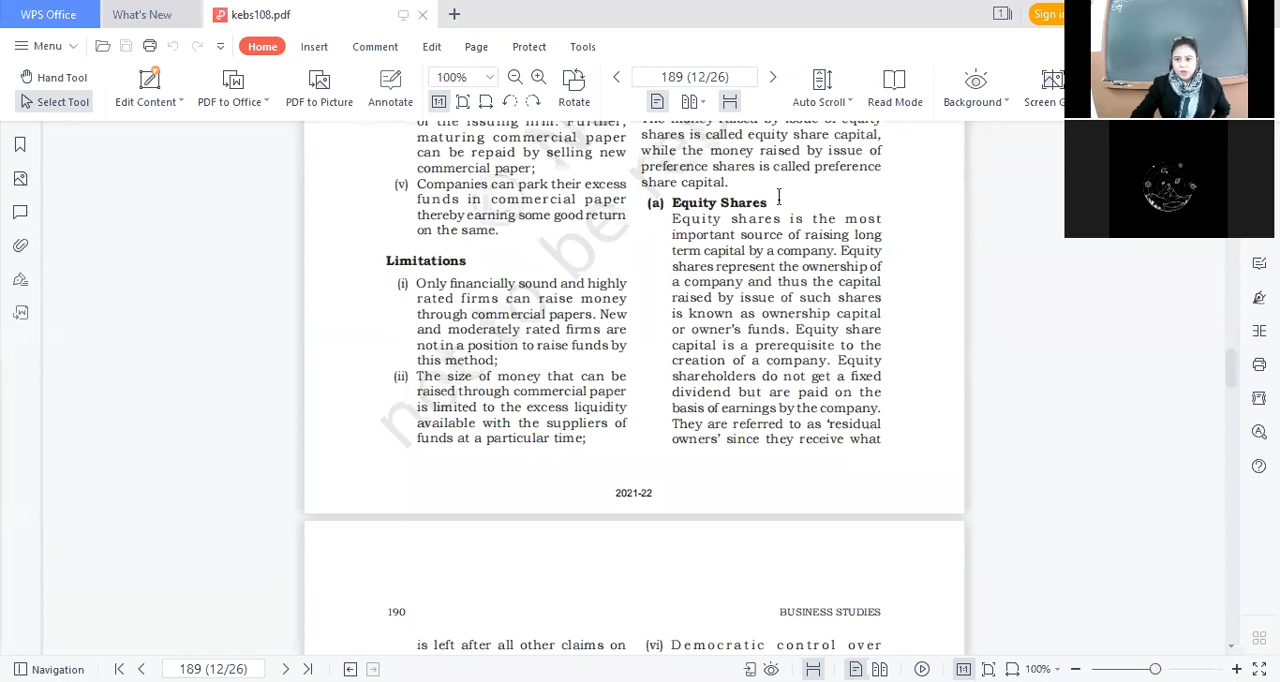 WPS Office
What's New
kebs108.pdf
1
Sign in
Menu
Home
Insert
Comment
Edit
Page
Protect
Tools
Hand Tool
Select Tool
Edit Content
PDF to Office
PDF to Picture
Annotate
100%
189 (12/26)
1:1
Rotate
Auto Scroll
Read Mode
Background
Screen G
of the issuing firm. Further,
maturing commercial paper
can be repaid by selling new
commercial paper;
(v) Companies can park their excess
funds in commercial paper
thereby earning some good return
on the same.
Limitations
(i) Only financially sound and highly
rated firms can raise money
through commercial papers. New
and moderately rated firms are
not in a position to raise funds by
this method;
(ii) The size of money that can be
raised through commercial paper
is limited to the excess liquidity
available with the suppliers of
funds at a particular time;
The money raised by issue of equity
shares is called equity share capital,
while the money raised by issue of
preference shares is called preference
share capital.
(a) Equity Shares
Equity shares is the most
important source of raising long
term capital by a company. Equity
shares represent the ownership of
a company and thus the capital
raised by issue of such shares
is known as ownership capital
or owner's funds. Equity share
capital is a prerequisite to the
creation of a company. Equity
shareholders do not get a fixed
dividend but are paid on the
basis of earnings by the company.
They are referred to as 'residual
owners' since they receive what
not to be re
2021-22
190
BUSINESS STUDIES
is left after all other claims on
(vi) Democratic control over
Navigation
189 (12/26)
1:1
100%